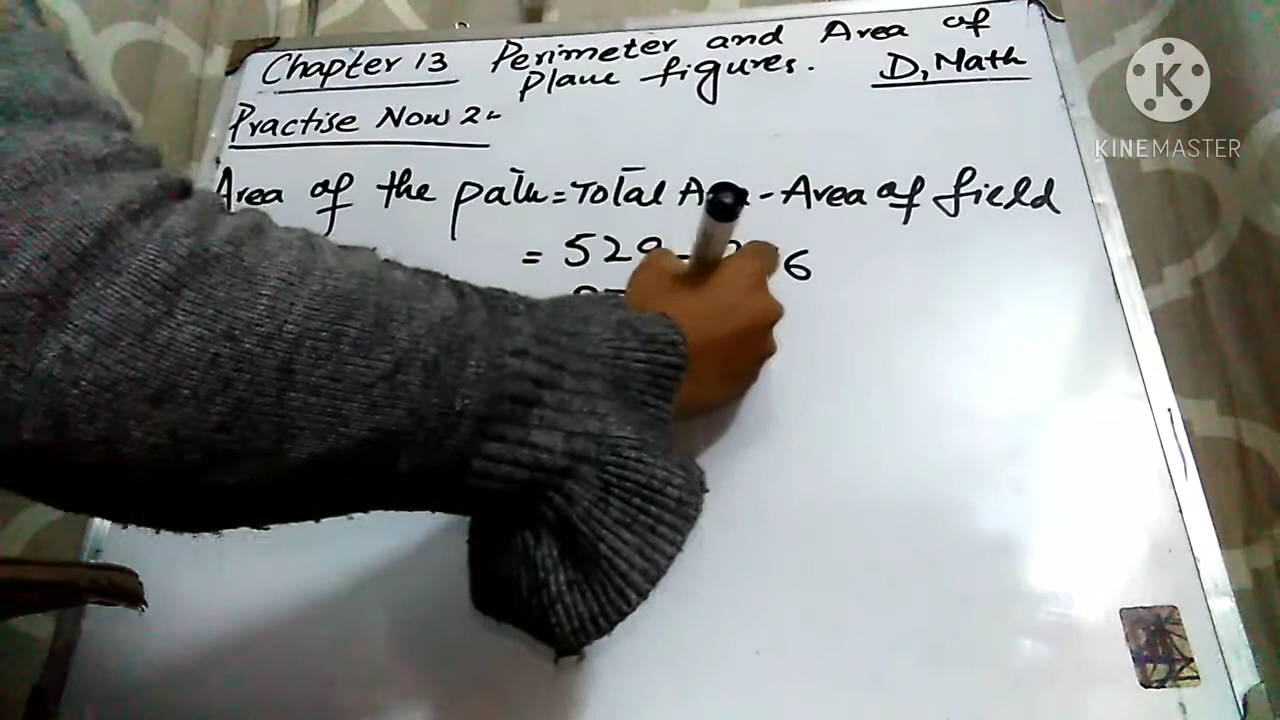 Chapter 13 Perimeter and Area of
Plane figures. D, Math
Practise Now 2
Area of the path = Total - Area of field
= 529
KINEMASTER